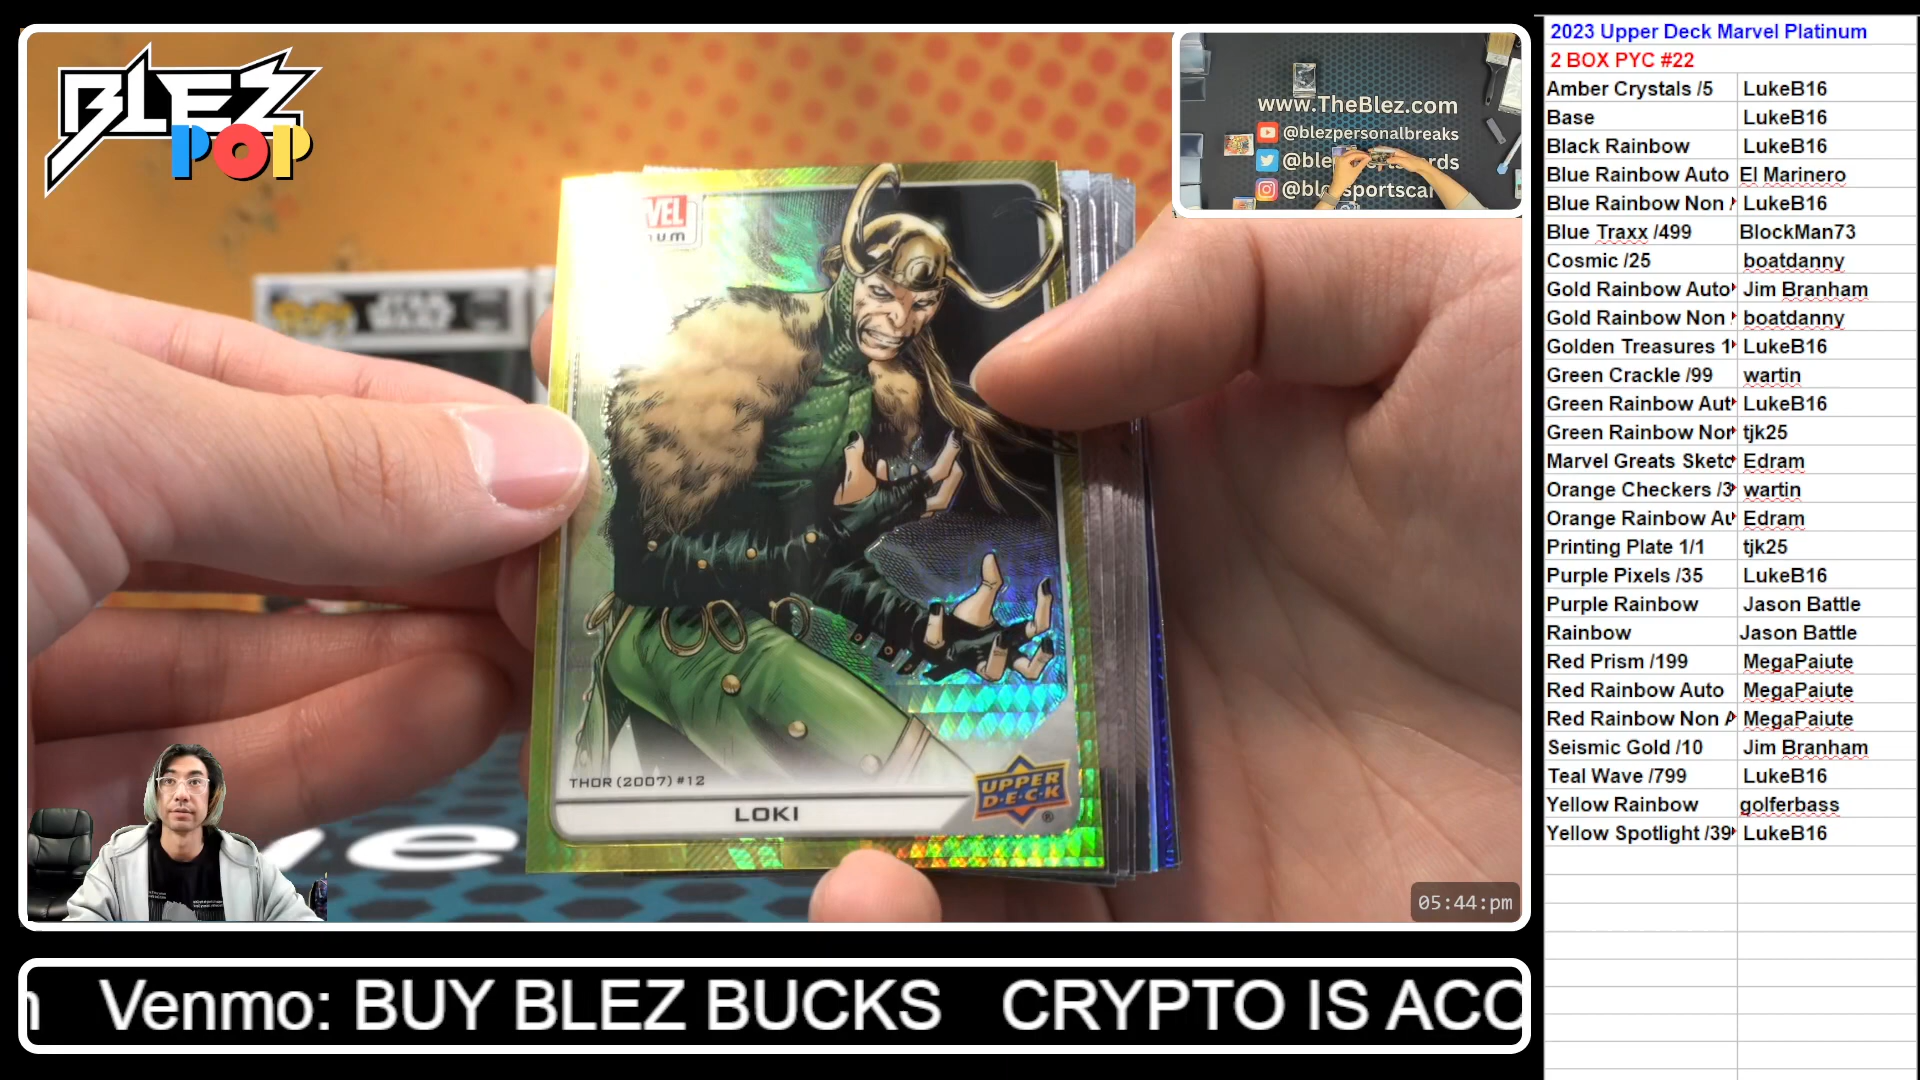 BLEZ
POP
VEL
UM
THOR (2007) #12
LOKI
UPPER
D·E·C·K
®
STAR
WARS
www.TheBlez.com
@blezpersonalbreaks
05:44:pm
Venmo: BUY BLEZ BUCKS CRYPTO IS ACC
2023 Upper Deck Marvel Platinum
2 BOX PYC #22
Amber Crystals /5 LukeB16
Base LukeB16
Black Rainbow LukeB16
Blue Rainbow Auto El Marinero
Blue Rainbow Non LukeB16
Blue Traxx /499 BlockMan73
Cosmic /25 boatdanny
Gold Rainbow Auto Jim Branham
Gold Rainbow Non boatdanny
Golden Treasures 1 LukeB16
Green Crackle /99 wartin
Green Rainbow Aut LukeB16
Green Rainbow Nor tjk25
Marvel Greats Sketc Edram
Orange Checkers /3 wartin
Orange Rainbow Au Edram
Printing Plate 1/1 tjk25
Purple Pixels /35 LukeB16
Purple Rainbow Jason Battle
Rainbow Jason Battle
Red Prism /199 MegaPaiute
Red Rainbow Auto MegaPaiute
Red Rainbow Non A MegaPaiute
Seismic Gold /10 Jim Branham
Teal Wave /799 LukeB16
Yellow Rainbow golferbass
Yellow Spotlight /39 LukeB16